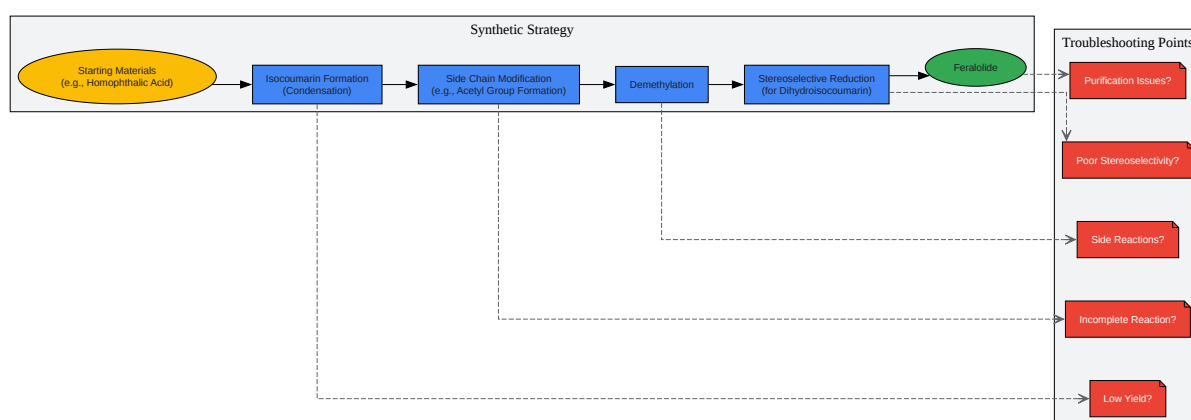 Synthetic Strategy
Troubleshooting Points
Starting Materials
(e.g., Homophthalic Acid)
Isocoumarin Formation
(Condensation)
Side Chain Modification
(e.g., Acetyl Group Formation)
Demethylation
Stereoselective Reduction
(for Dihydroisocoumarin)
Feralolide
Purification Issues?
Poor Stereoselectivity?
Side Reactions?
Incomplete Reaction?
Low Yield?